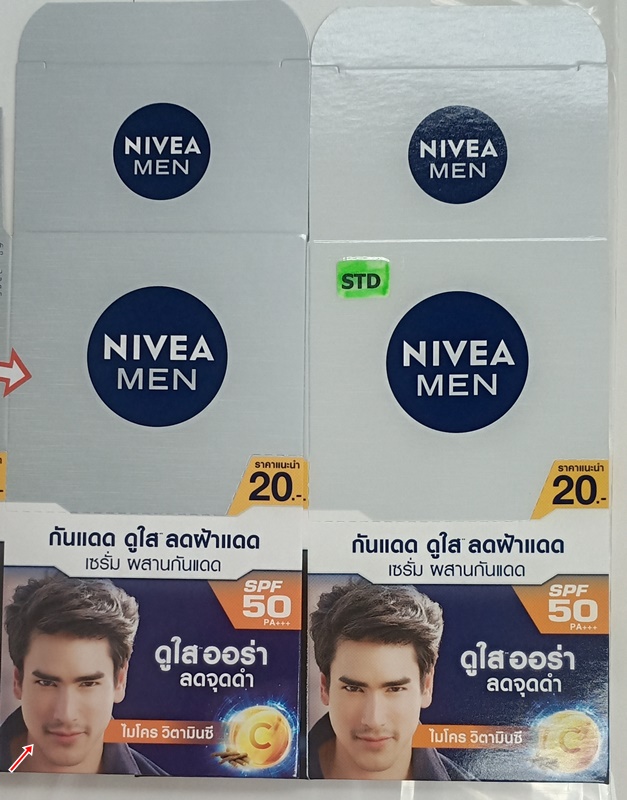 NIVEA
MEN
NIVEA
MEN
ราคาแนะนำ
20.-
กันแดด ดูใส ลดฝ้าแดด
เซรั่ม ผสานกันแดด
SPF
50
PA+++
ดูใส ออร่า
ลดจุดดำ
ไมโคร วิตามินซี
C
NIVEA
MEN
STD
NIVEA
MEN
ราคาแนะนำ
20.-
กันแดด ดูใส ลดฝ้าแดด
เซรั่ม ผสานกันแดด
SPF
50
PA+++
ดูใส ออร่า
ลดจุดดำ
ไมโคร วิตามินซี
C